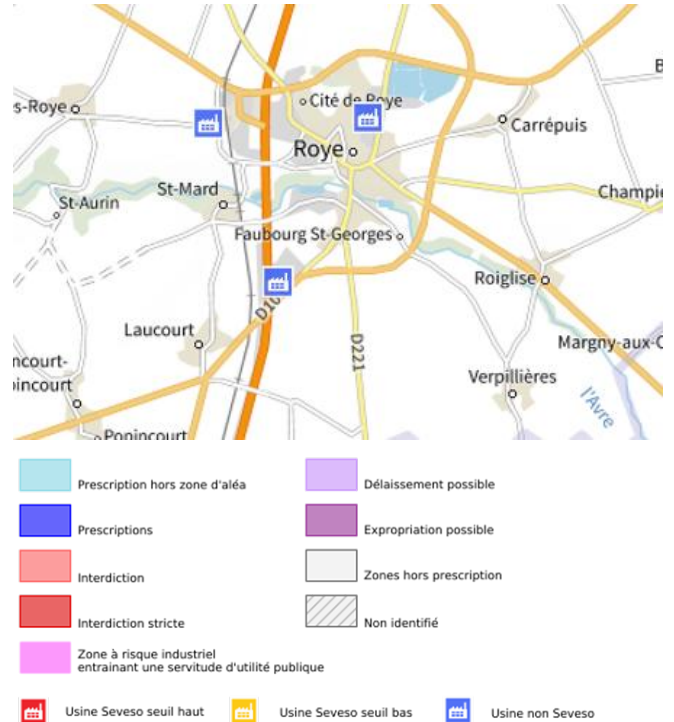 B
Cité de Roye
s-Roye
Carrépuis
Roye
St-Mard
Champie
St-Aurin
Faubourg St-Georges
Roiglise
D10
Laucourt
D221
Margny-aux-C
ncourt-
pincourt
Verpillières
l'Avre
Popincourt
Prescription hors zone d'aléa
Délaissement possible
Prescriptions
Expropriation possible
Interdiction
Zones hors prescription
Interdiction stricte
Non identifié
Zone à risque industriel
entrainant une servitude d'utilité publique
Usine Seveso seuil haut
Usine Seveso seuil bas
Usine non Seveso